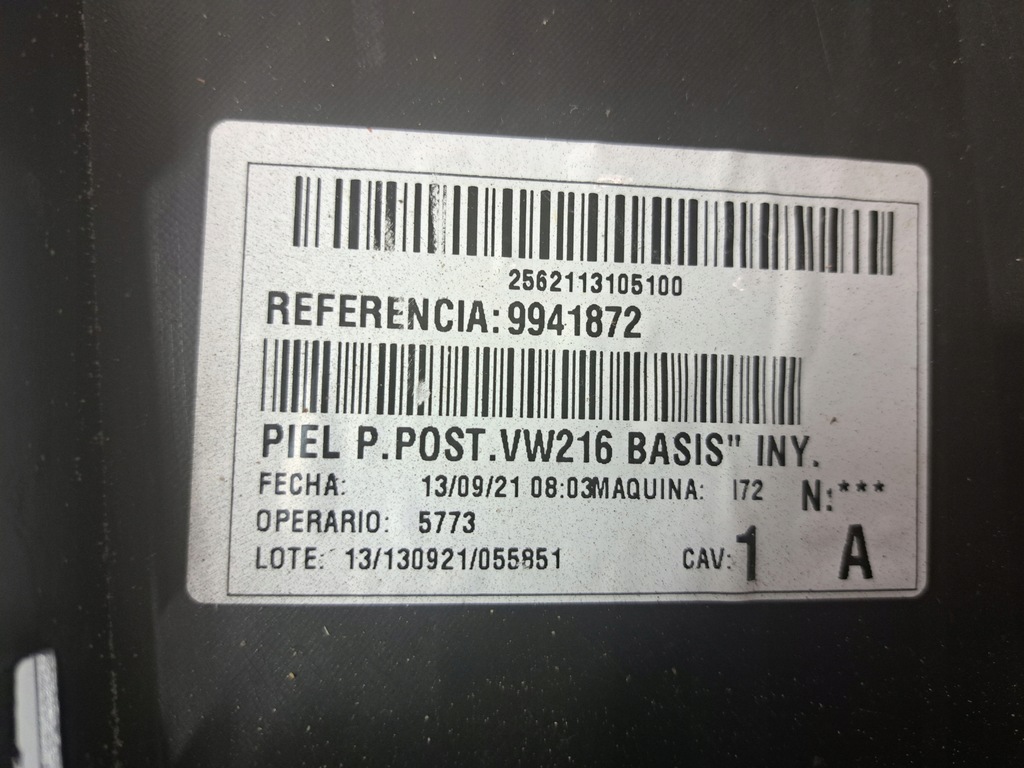 2562113105100
REFERENCIA: 9941872
PIEL P.POST.VW216 BASIS" INY.
FECHA: 13/09/21 08:03MAQUINA: I72 N:***
OPERARIO: 5773
LOTE: 13/130921/055851 CAV: 1 A